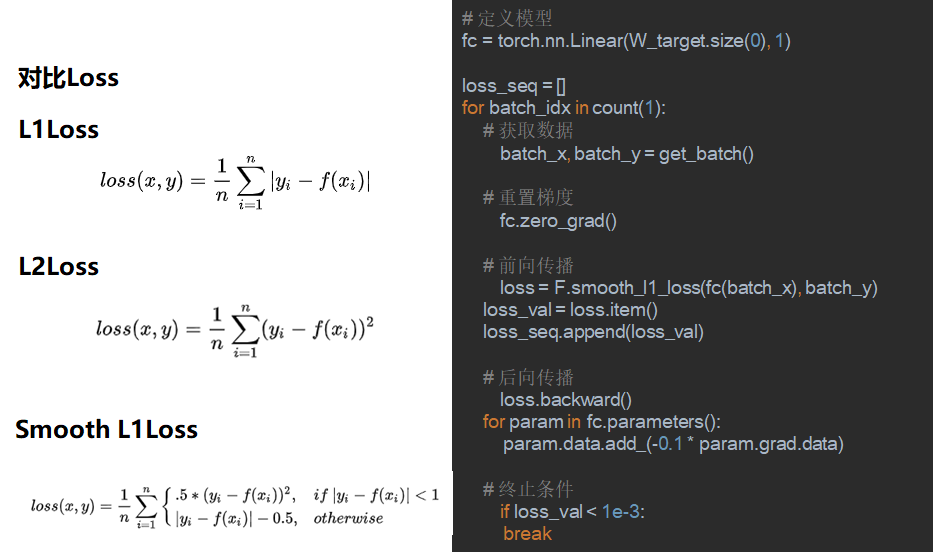 对比Loss
L1Loss
loss(x, y) = \frac{1}{n} \sum_{i=1}^{n} |y_i - f(x_i)|
L2Loss
loss(x, y) = \frac{1}{n} \sum_{i=1}^{n} (y_i - f(x_i))^2
Smooth L1Loss
loss(x, y) = \frac{1}{n} \sum_{i=1}^{n} \begin{cases} .5 * (y_i - f(x_i))^2, & if |y_i - f(x_i)| < 1 \\ |y_i - f(x_i)| - 0.5, & otherwise \end{cases}
# 定义模型
fc = torch.nn.Linear(W_target.size(0), 1)
loss_seq = []
for batch_idx in count(1):
# 获取数据
batch_x, batch_y = get_batch()
# 重置梯度
fc.zero_grad()
# 前向传播
loss = F.smooth_l1_loss(fc(batch_x), batch_y)
loss_val = loss.item()
loss_seq.append(loss_val)
# 后向传播
loss.backward()
for param in fc.parameters():
param.data.add_(-0.1 * param.grad.data)
# 终止条件
if loss_val < 1e-3:
break